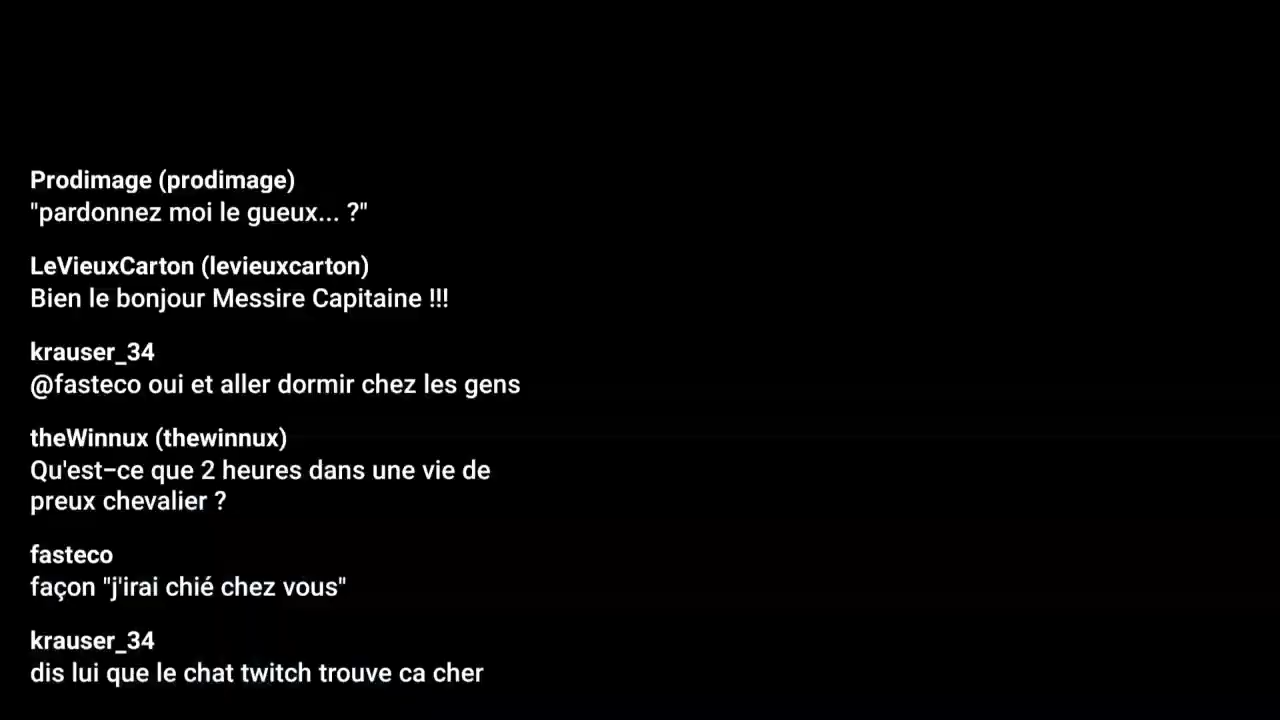 Prodimage (prodimage)
"pardonnez moi le gueux... ?"
LeVieuxCarton (levieuxcarton)
Bien le bonjour Messire Capitaine !!!
krauser_34
@fasteco oui et aller dormir chez les gens
theWinnux (thewinnux)
Qu'est-ce que 2 heures dans une vie de
preux chevalier ?
fasteco
façon "j'irai chié chez vous"
krauser_34
dis lui que le chat twitch trouve ca cher